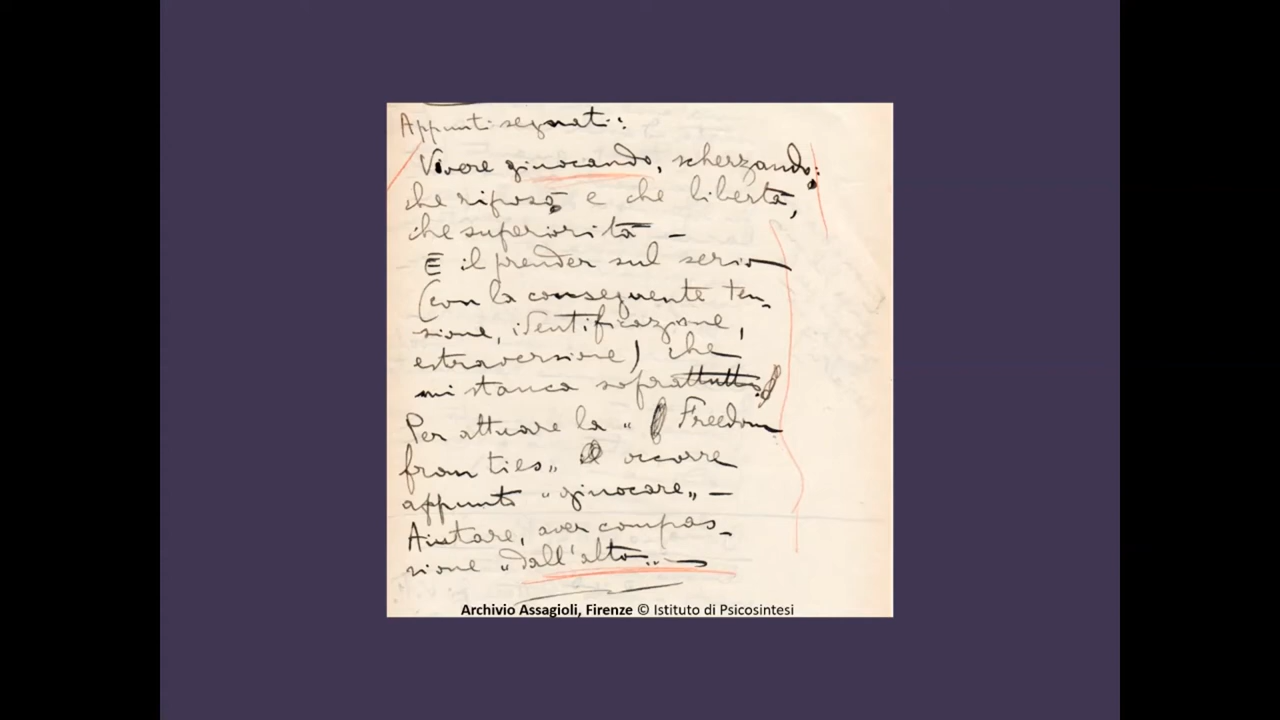 Appunti segnati:
Vivere giuocando, scherzando:
che riposo e che libertà,
che superiorità –
E il prender sul serio
(con la conseguente ten-
sione, identificazione,
estraversione) che
mi stanca soprattutto.
Per attuare la " Freedom
from ties" occorre
appunto "giuocare" –
Aiutare, aver compas-
sione "dall'alto" –
Archivio Assagioli, Firenze © Istituto di Psicosintesi